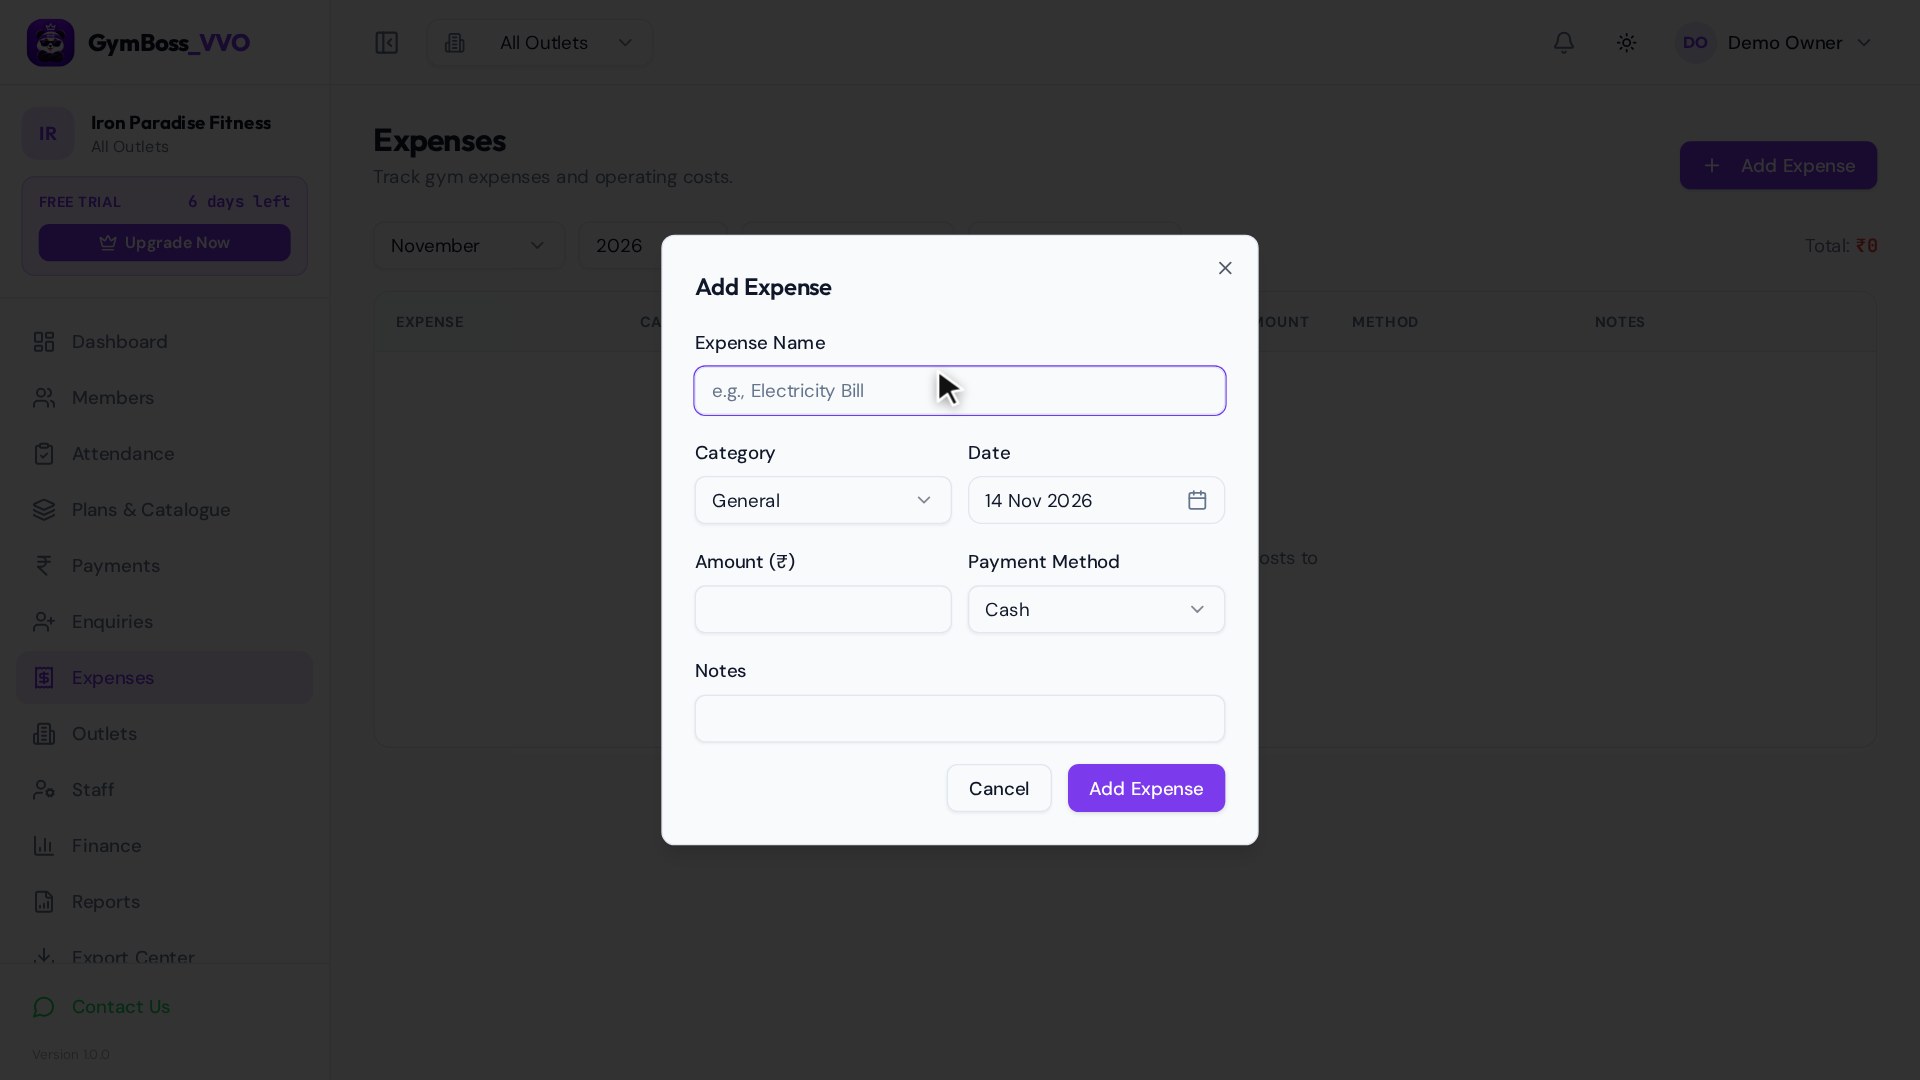 GymBoss_VVO
All Outlets
DO Demo Owner
IR
Iron Paradise Fitness
All Outlets
FREE TRIAL 6 days left
Upgrade Now
Dashboard
Members
Attendance
Plans & Catalogue
Payments
Enquiries
Expenses
Outlets
Staff
Finance
Reports
Export Center
Contact Us
Version 1.0.0
Expenses
Track gym expenses and operating costs.
Add Expense
November
2026
Total: ₹0
EXPENSE CA MOUNT METHOD NOTES
osts to
Add Expense
Expense Name
e.g., Electricity Bill
Category Date
General 14 Nov 2026
Amount (₹) Payment Method
Cash
Notes
Cancel Add Expense